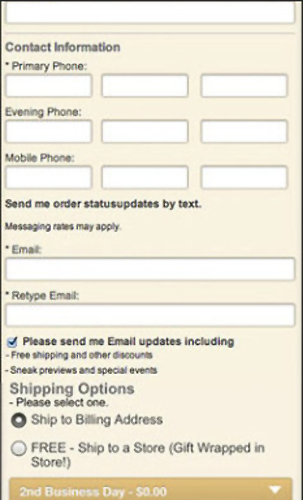 Contact Information
* Primary Phone:
Evening Phone:
Mobile Phone:
Send me order statusupdates by text.
Messaging rates may apply.
* Email:
* Retype Email:
Please send me Email updates including
- Free shipping and other discounts
- Sneak previews and special events
Shipping Options
- Please select one.
Ship to Billing Address
FREE - Ship to a Store (Gift Wrapped in
Store!)
2nd Business Day - $0.00